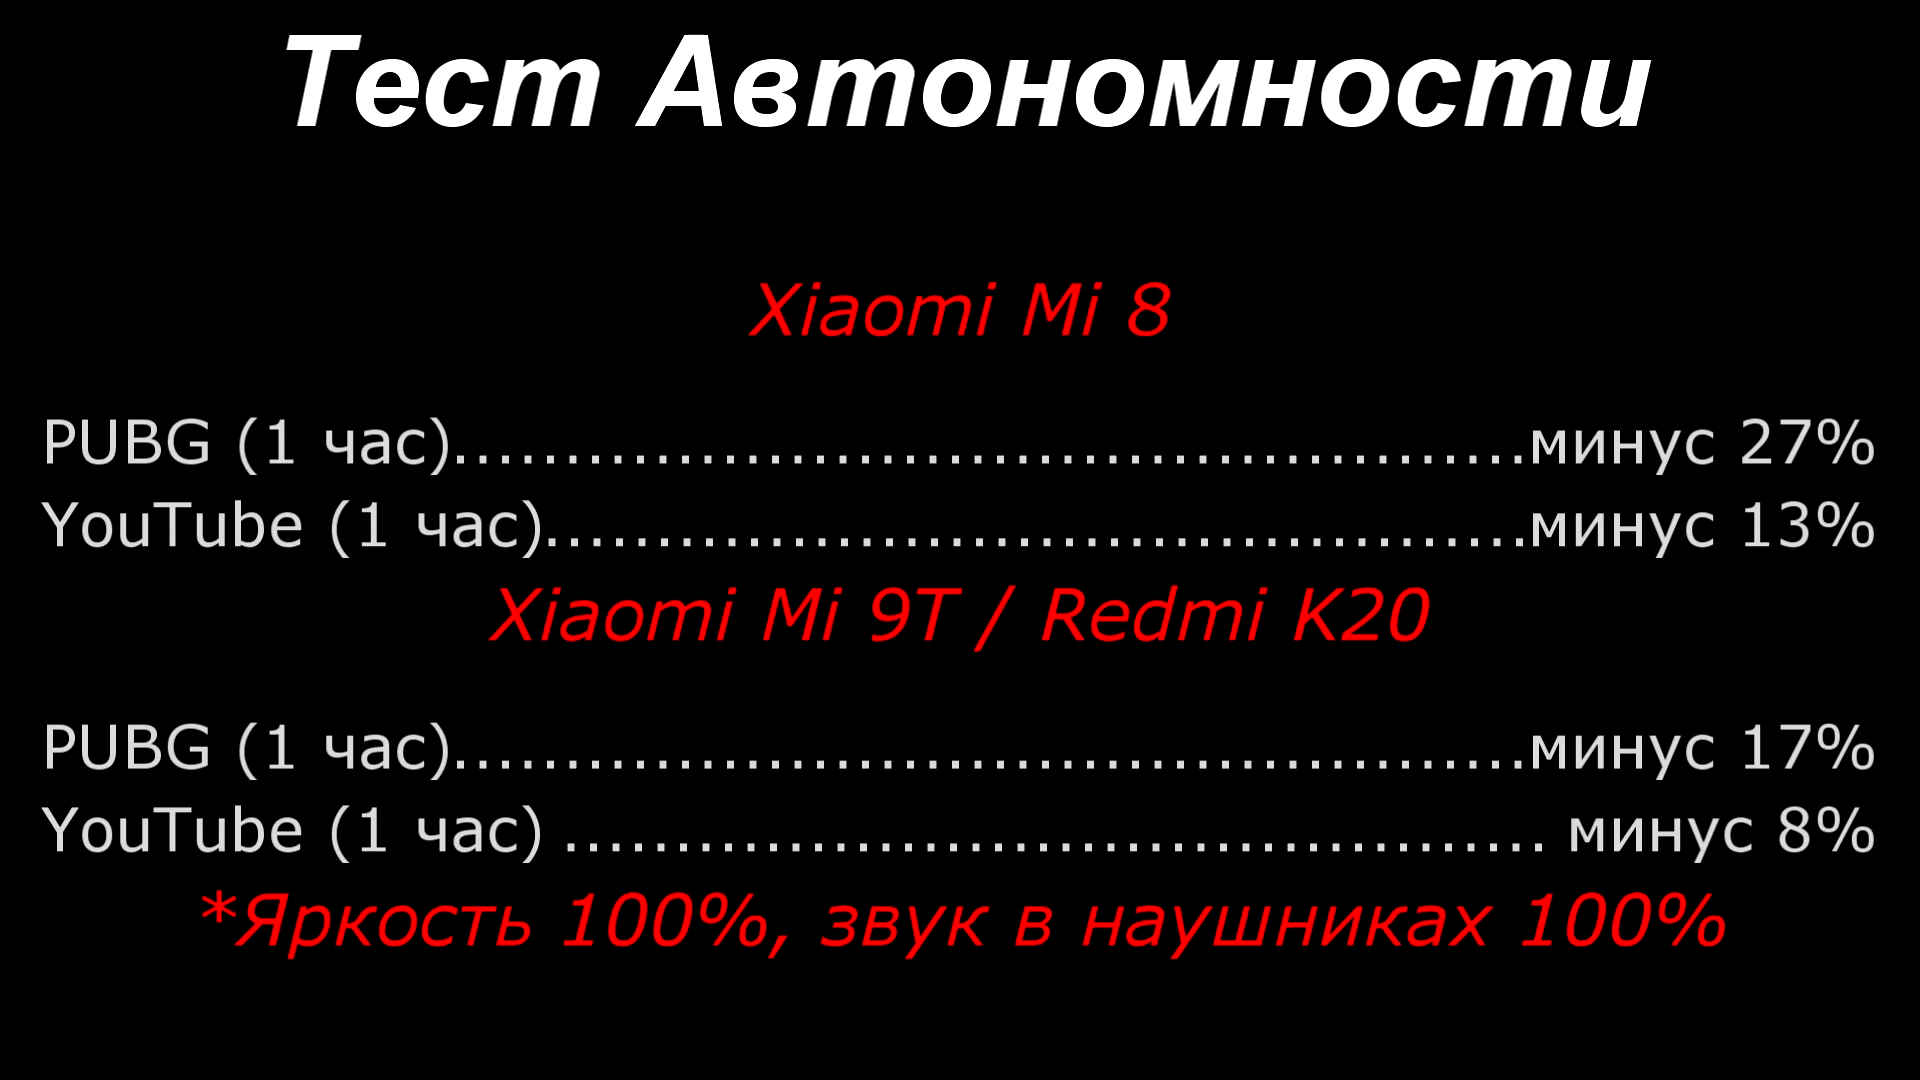 Тест Автономности
Xiaomi Mi 8
PUBG (1 час)................................................минус 27%
YouTube (1 час)............................................минус 13%
Xiaomi Mi 9T / Redmi K20
PUBG (1 час)................................................минус 17%
YouTube (1 час) ............................................ минус 8%
*Яркость 100%, звук в наушниках 100%